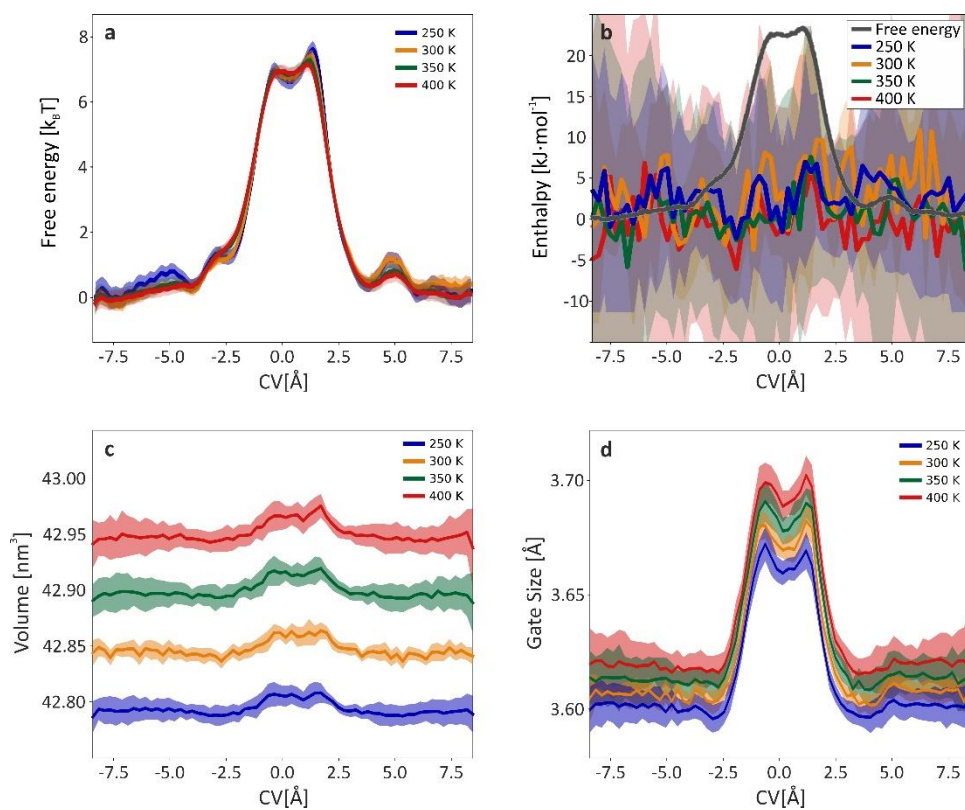 a
250 K
300 K
350 K
400 K
8
6
4
2
0
Free energy [kBT]
-7.5 -5.0 -2.5 0.0 2.5 5.0 7.5
CV[Å]
b
Free energy
250 K
300 K
350 K
400 K
20
15
10
5
0
-5
-10
Enthalpy [kJ·mol⁻¹]
-7.5 -5.0 -2.5 0.0 2.5 5.0 7.5
CV[Å]
c
250 K
300 K
350 K
400 K
43.00
42.95
42.90
42.85
42.80
Volume [nm³]
-7.5 -5.0 -2.5 0.0 2.5 5.0 7.5
CV[Å]
d
250 K
300 K
350 K
400 K
3.70
3.65
3.60
Gate Size [Å]
-7.5 -5.0 -2.5 0.0 2.5 5.0 7.5
CV[Å]